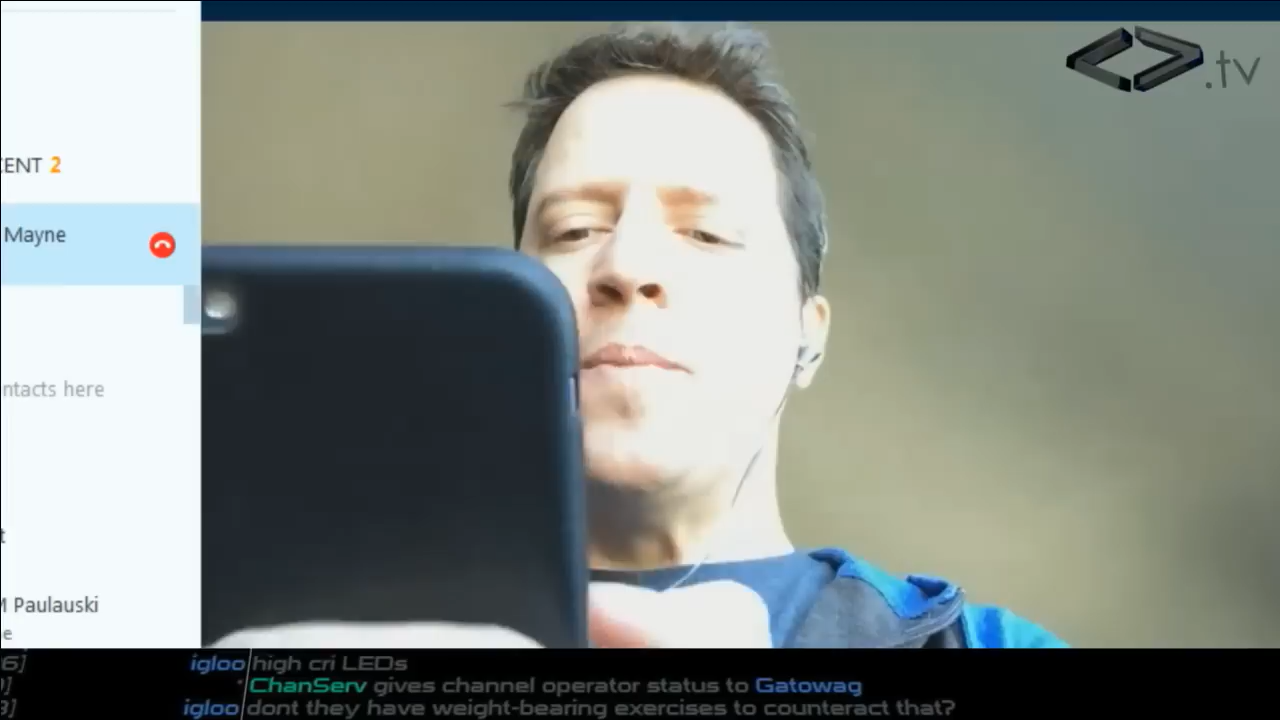 .tv
CENT 2
Mayne
ntacts here
t
M Paulauski
e
6] igloo high cri LEDs
] * ChanServ gives channel operator status to Gatowag
3] igloo dont they have weight-bearing exercises to counteract that?